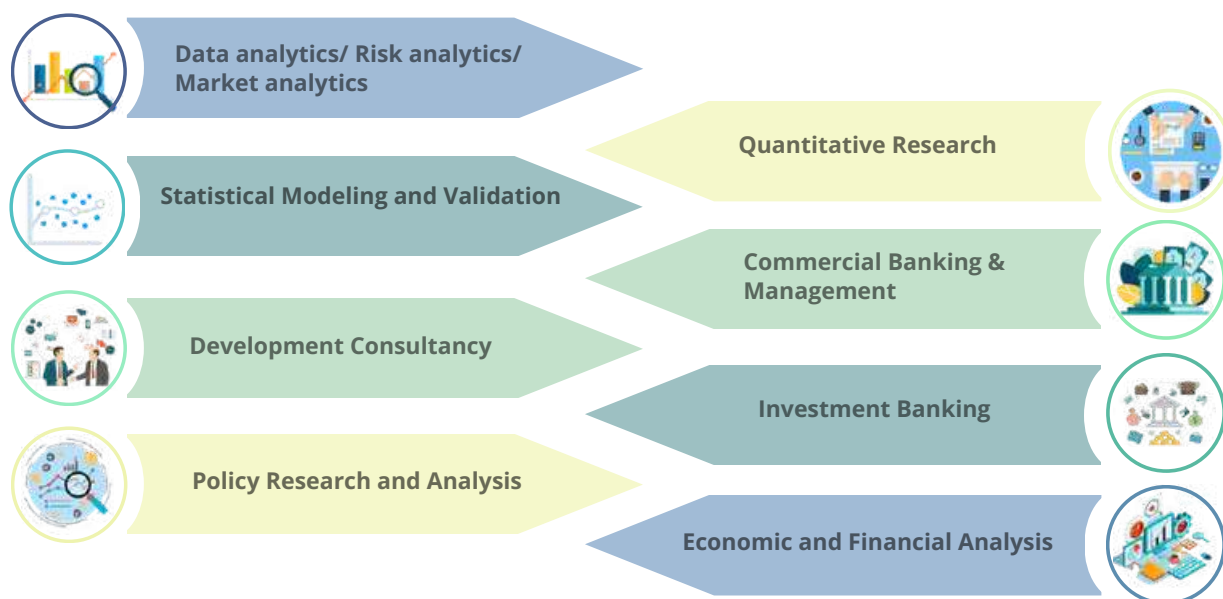 Data analytics/ Risk analytics/
Market analytics
Quantitative Research
Statistical Modeling and Validation
Commercial Banking &
Management
Development Consultancy
Investment Banking
Policy Research and Analysis
Economic and Financial Analysis